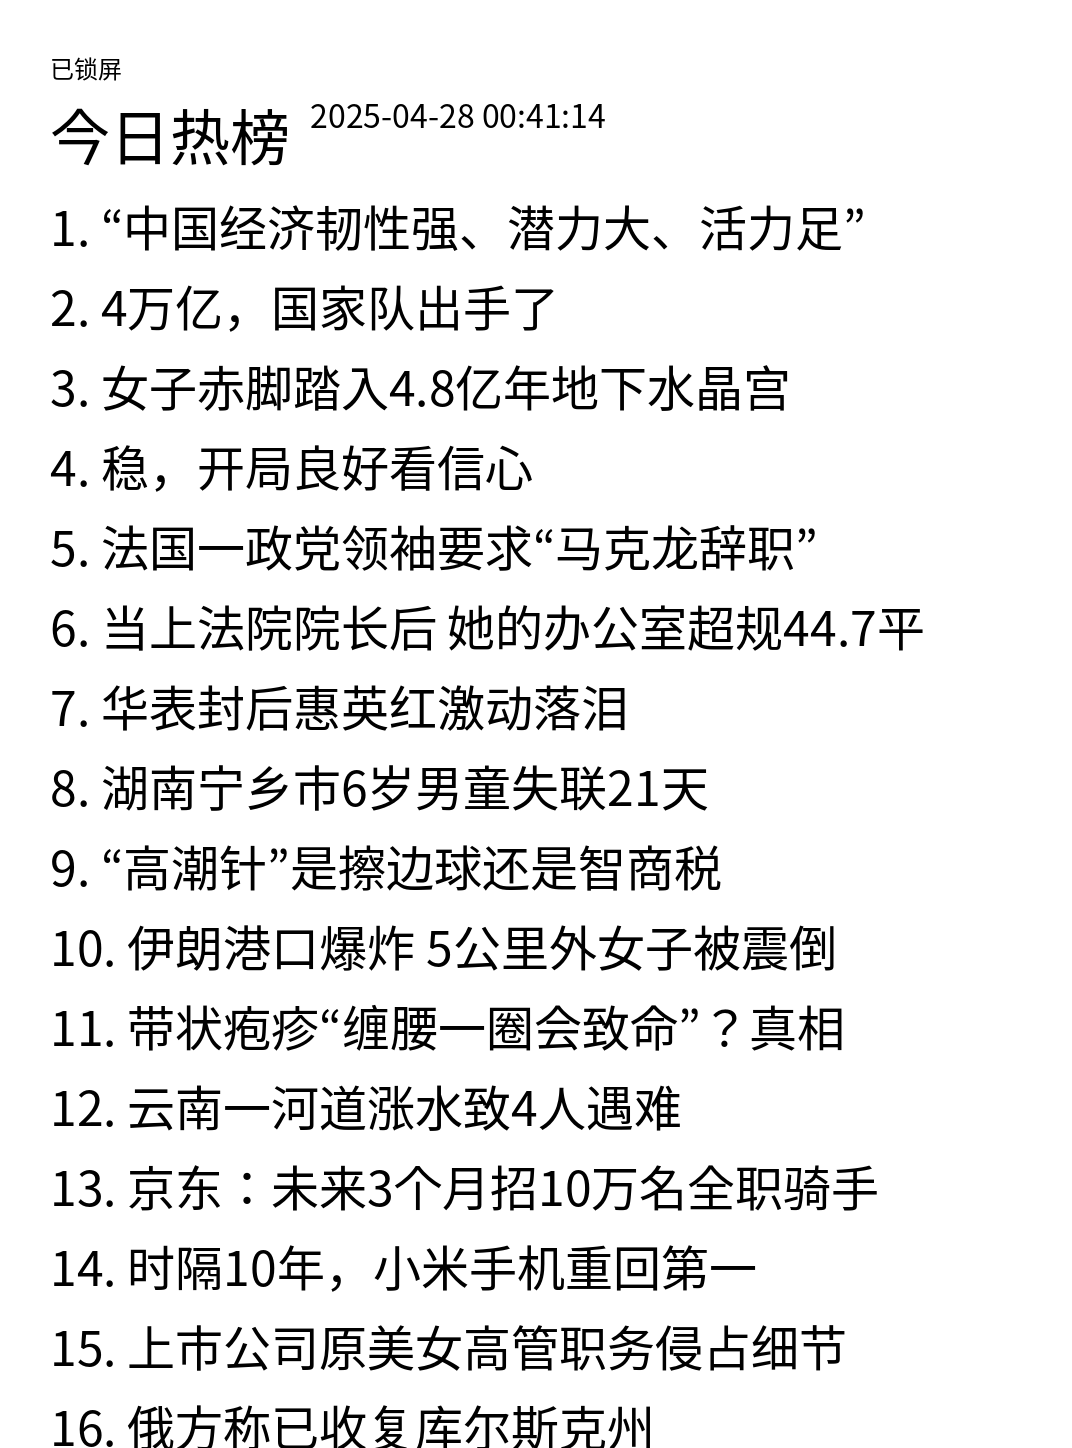 已锁屏
今日热榜 2025-04-28 00:41:14
1. “中国经济韧性强、潜力大、活力足”
2. 4万亿，国家队出手了
3. 女子赤脚踏入4.8亿年地下水晶宫
4. 稳，开局良好看信心
5. 法国一政党领袖要求“马克龙辞职”
6. 当上法院院长后 她的办公室超规44.7平
7. 华表封后惠英红激动落泪
8. 湖南宁乡市6岁男童失联21天
9. “高潮针”是擦边球还是智商税
10. 伊朗港口爆炸 5公里外女子被震倒
11. 带状疱疹“缠腰一圈会致命”？真相
12. 云南一河道涨水致4人遇难
13. 京东：未来3个月招10万名全职骑手
14. 时隔10年，小米手机重回第一
15. 上市公司原美女高管职务侵占细节
16. 俄方称已收复库尔斯克州